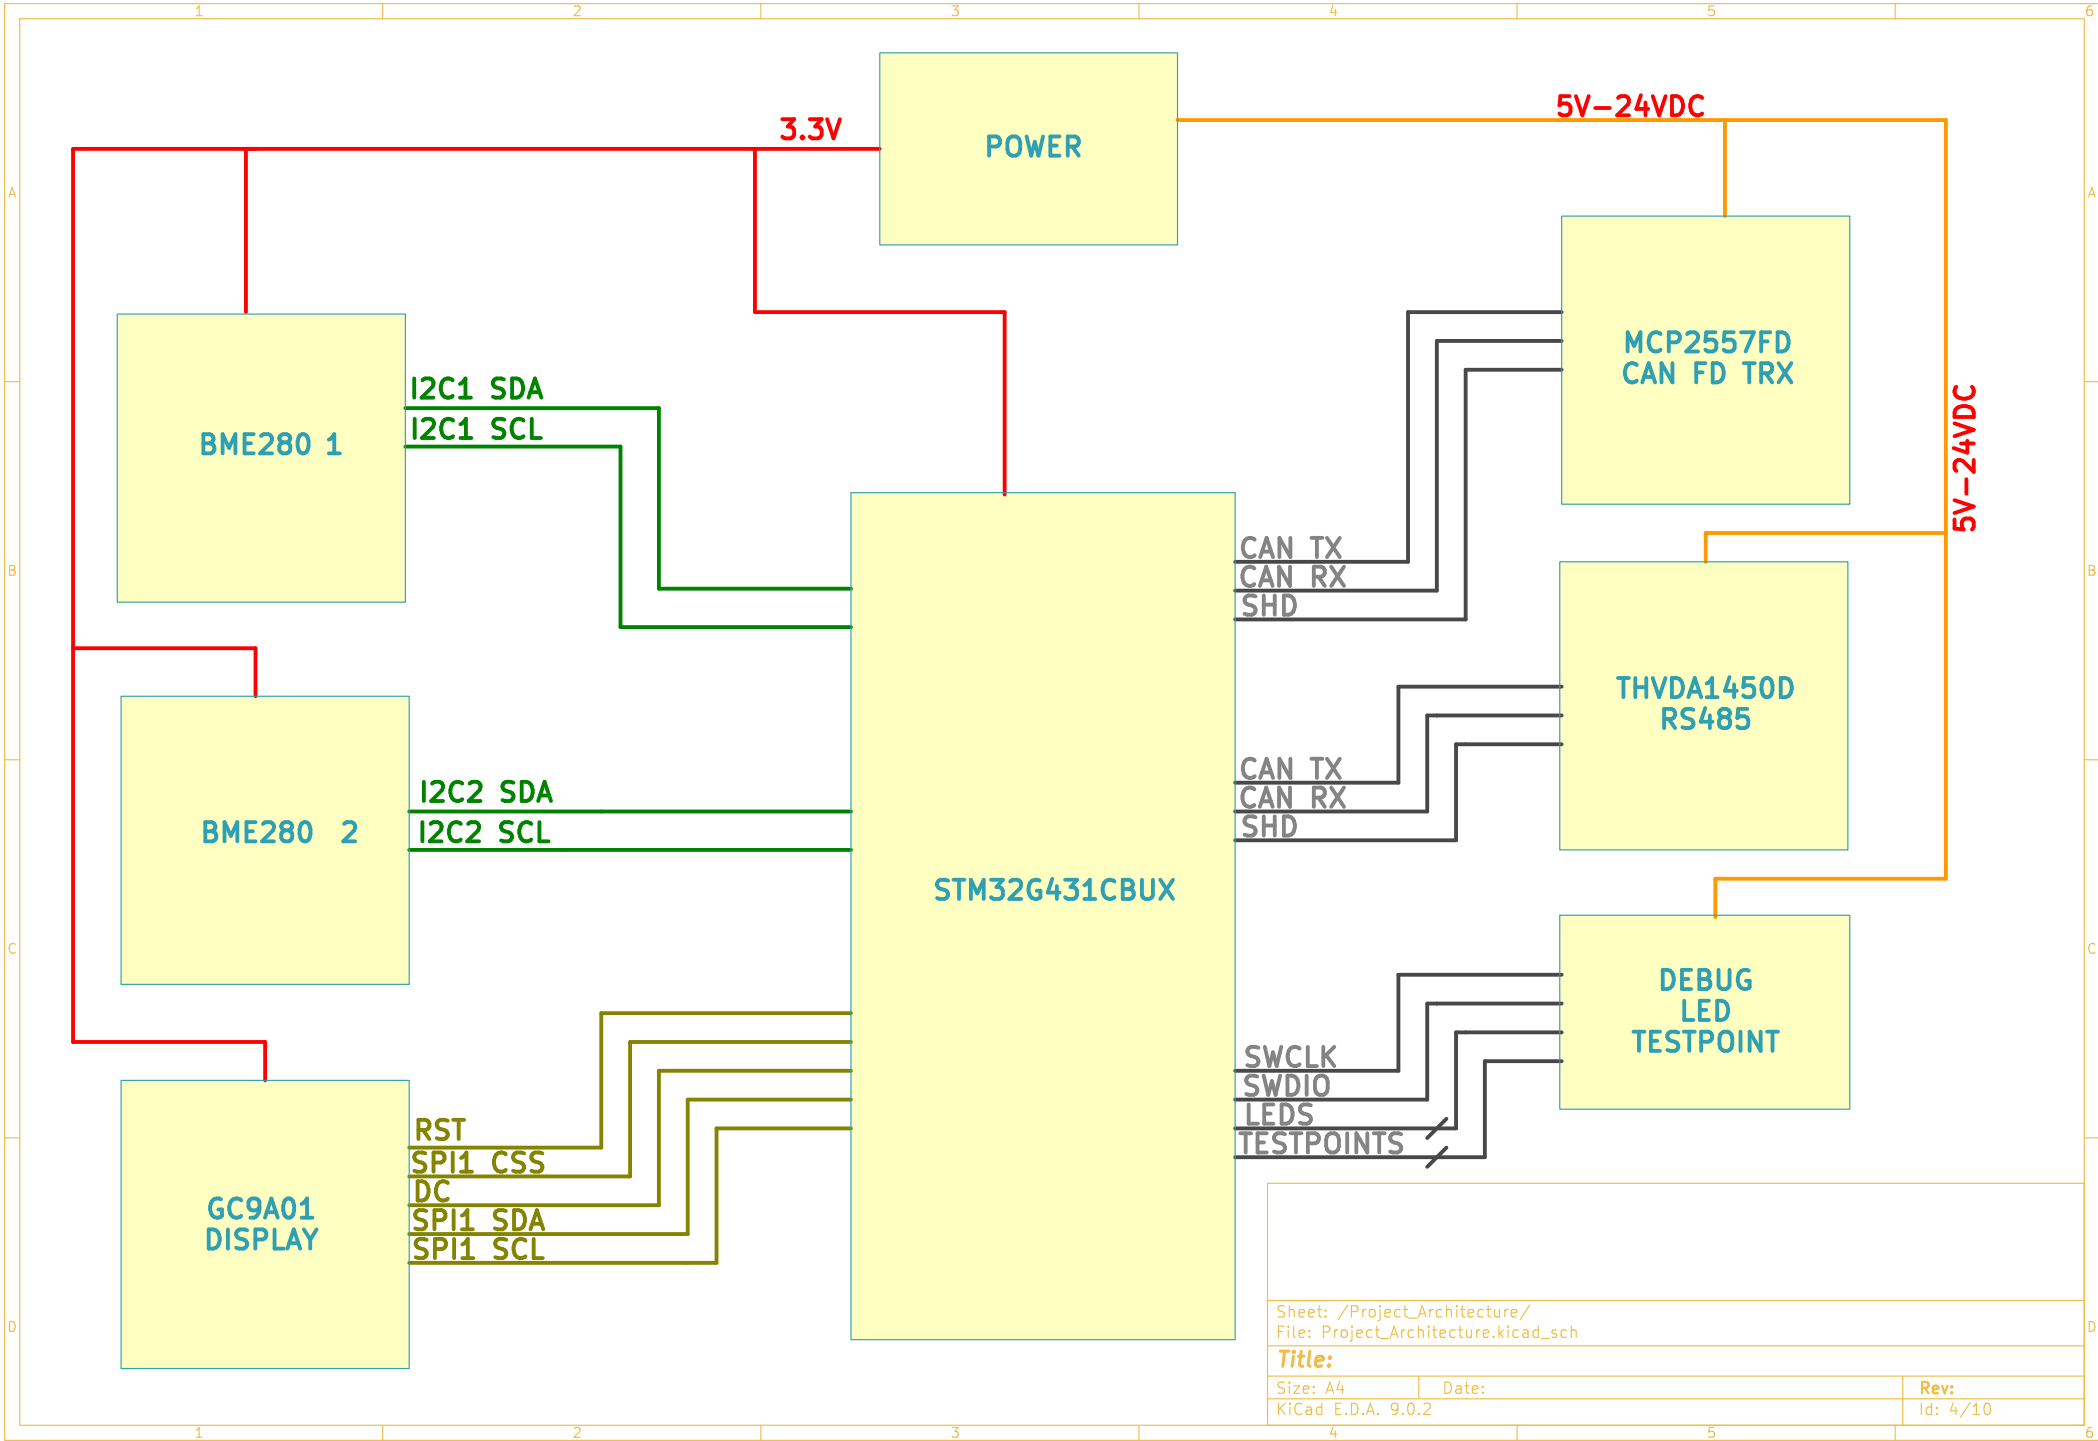 1 2 3 4 5 6
5V-24VDC
3.3V
POWER
A A
MCP2557FD
CAN FD TRX
I2C1 SDA
I2C1 SCL
BME280 1
5V-24VDC
CAN TX
CAN RX
SHD
B B
THVDA1450D
RS485
CAN TX
CAN RX
SHD
I2C2 SDA
I2C2 SCL
BME280 2
STM32G431CBUX
C C
DEBUG
LED
TESTPOINT
SWCLK
SWDIO
LEDS
TESTPOINTS
RST
SPI1 CSS
DC
SPI1 SDA
SPI1 SCL
GC9A01
DISPLAY
D D
Sheet: /Project_Architecture/
File: Project_Architecture.kicad_sch
Title:
Size: A4 Date: Rev:
KiCad E.D.A. 9.0.2 Id: 4/10
1 2 3 4 5 6